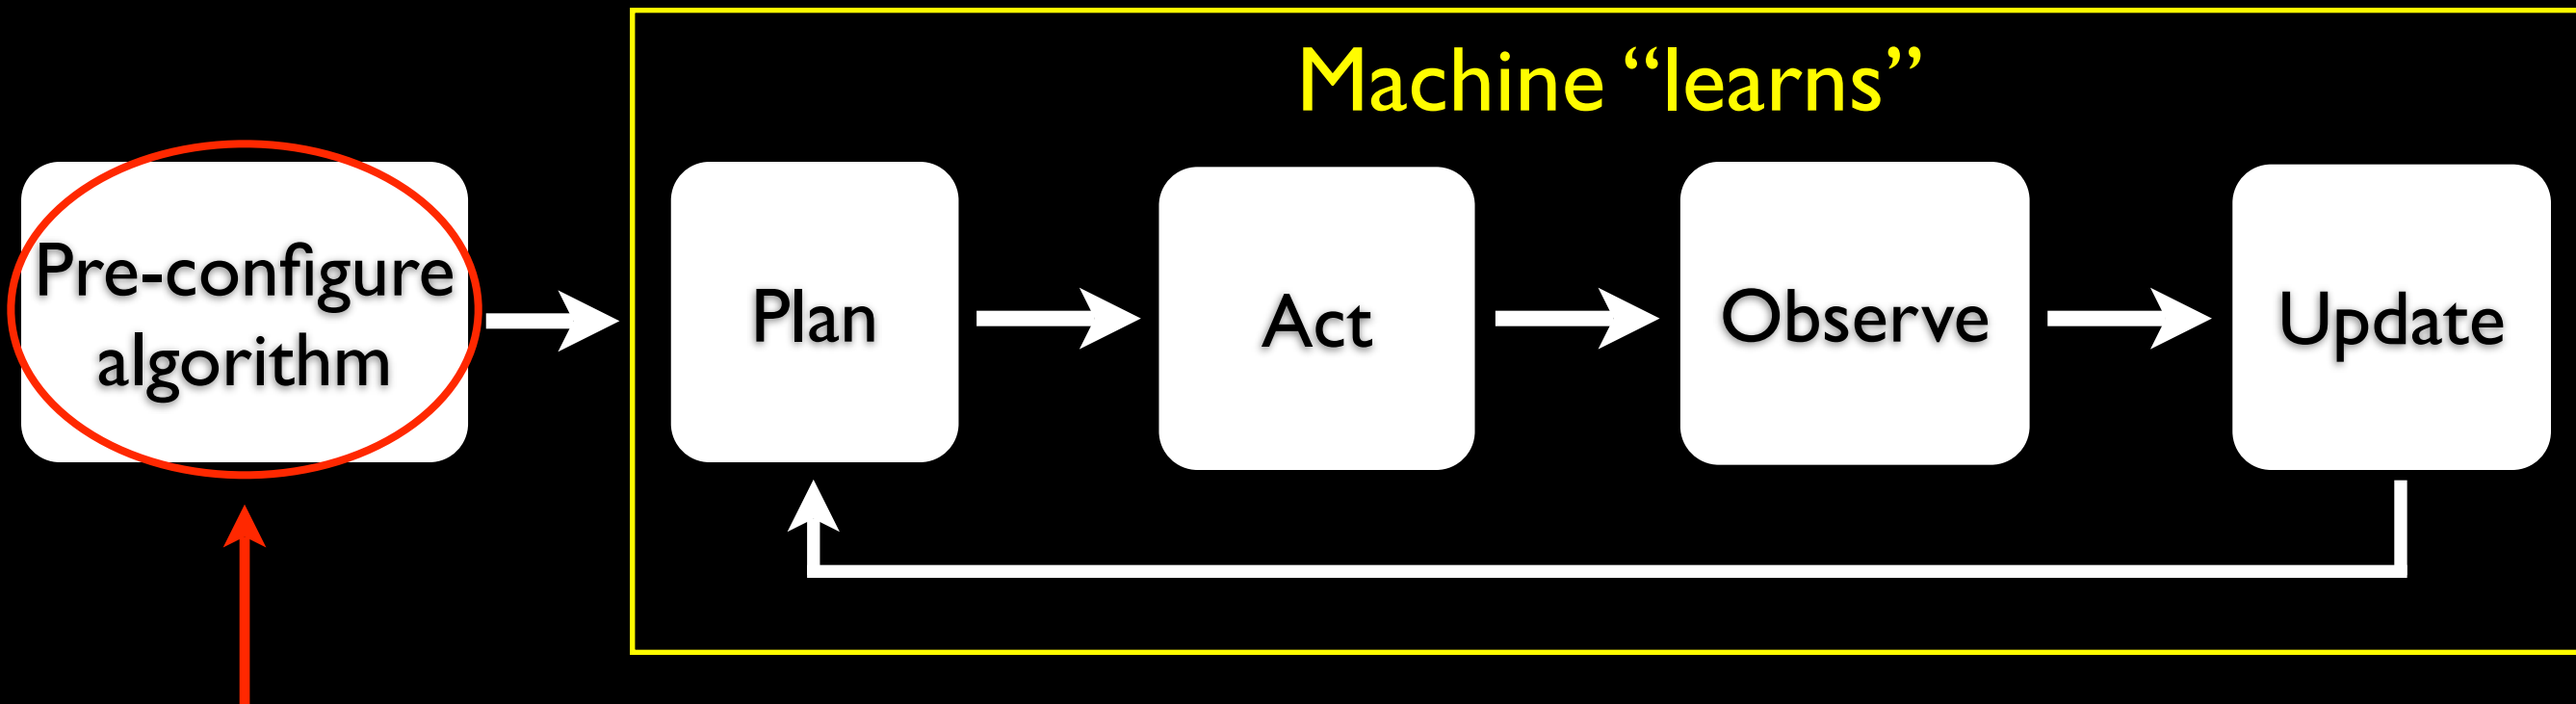 Machine “learns”
Pre-configure
algorithm
Plan
Act
Observe
Update